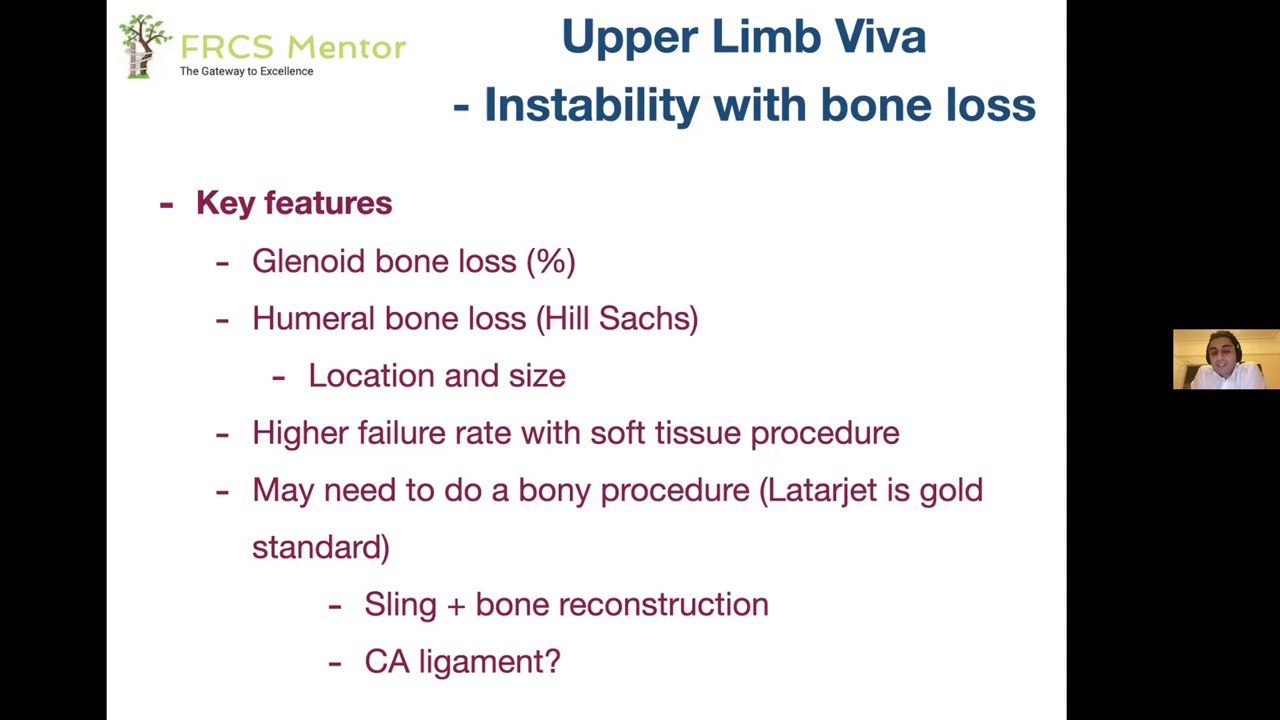 FRCS Mentor
The Gateway to Excellence
Upper Limb Viva
- Instability with bone loss
- Key features
- Glenoid bone loss (%)
- Humeral bone loss (Hill Sachs)
- Location and size
- Higher failure rate with soft tissue procedure
- May need to do a bony procedure (Latarjet is gold
standard)
- Sling + bone reconstruction
- CA ligament?